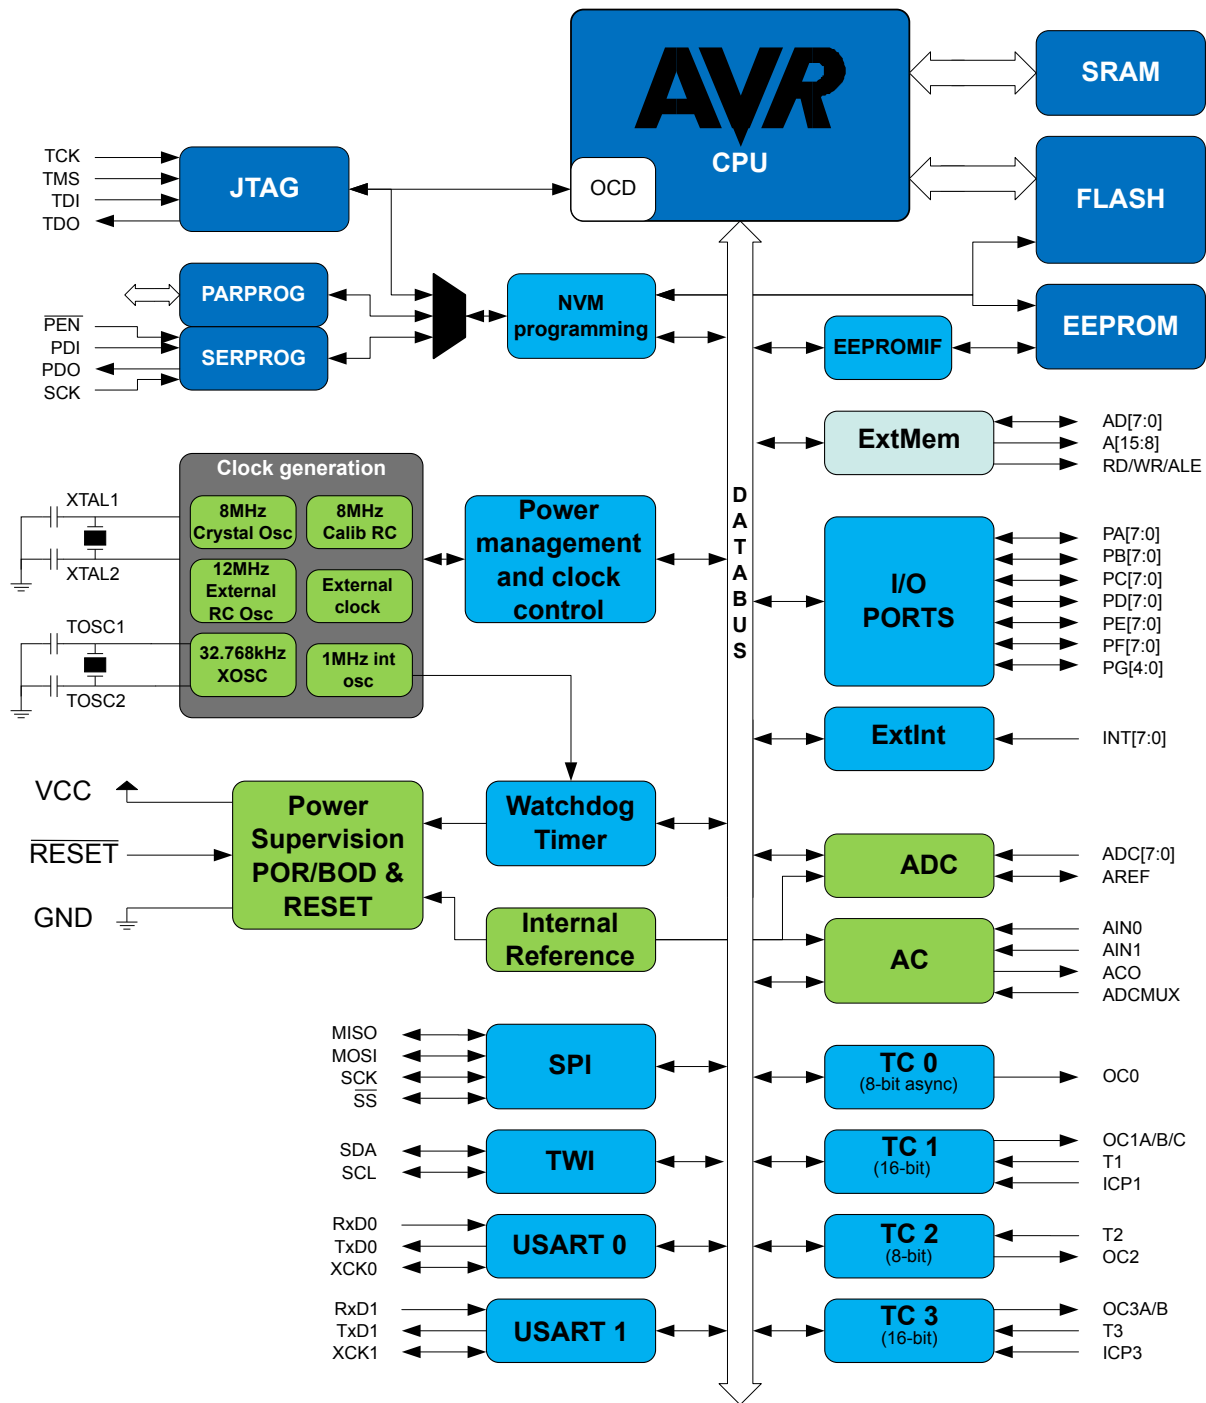 AVR
CPU
OCD
SRAM
FLASH
EEPROM
TCK
TMS
TDI
TDO
JTAG
PARPROG
SERPROG
PEN
PDI
PDO
SCK
NVM
programming
EEPROMIF
ExtMem
AD[7:0]
A[15:8]
RD/WR/ALE
Clock generation
8MHz
Crystal Osc
8MHz
Calib RC
12MHz
External
RC Osc
External
clock
32.768kHz
XOSC
1MHz int
osc
XTAL1
XTAL2
TOSC1
TOSC2
Power
management
and clock
control
DATABUS
I/O
PORTS
PA[7:0]
PB[7:0]
PC[7:0]
PD[7:0]
PE[7:0]
PF[7:0]
PG[4:0]
ExtInt
INT[7:0]
VCC
RESET
GND
Power
Supervision
POR/BOD &
RESET
Watchdog
Timer
Internal
Reference
ADC
ADC[7:0]
AREF
AC
AIN0
AIN1
ACO
ADCMUX
MISO
MOSI
SCK
SS
SPI
TC 0
(8-bit async)
OC0
SDA
SCL
TWI
TC 1
(16-bit)
OC1A/B/C
T1
ICP1
RxD0
TxD0
XCK0
USART 0
TC 2
(8-bit)
T2
OC2
RxD1
TxD1
XCK1
USART 1
TC 3
(16-bit)
OC3A/B
T3
ICP3